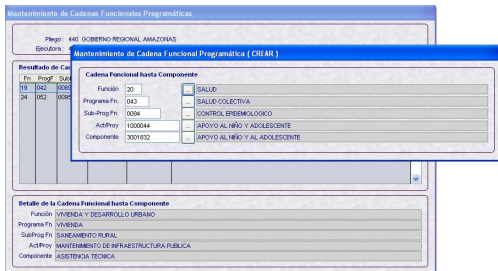 Mantenimiento de Cadenas Funcionales Programáticas
Pliego : 440 GOBIERNO REGIONAL AMAZONAS
Ejecutora :
Mantenimiento de Cadena Funcional Programática ( CREAR )
Cadena Funcional hasta Componente
Función 20 ... SALUD
Programa Fn. 043 ... SALUD COLECTIVA
Sub-Prog Fn. 0094 ... CONTROL EPIDEMIOLOGICO
Act/Proy 1000044 ... APOYO AL NIÑO Y ADOLESCENTE
Componente 3001832 ... APOYO AL NIÑO Y AL ADOLESCENTE
Resultado de
Fn ProgF
19 042
24 052 0095
Detalle de la Cadena Funcional hasta Componente
Función VIVIENDA Y DESARROLLO URBANO
Programa Fn VIVIENDA
SubProg Fn SANEAMIENTO RURAL
Act/Proy MANTENIMIENTO DE INFRAESTRUCTURA PUBLICA
Componente ASISTENCIA TECNICA